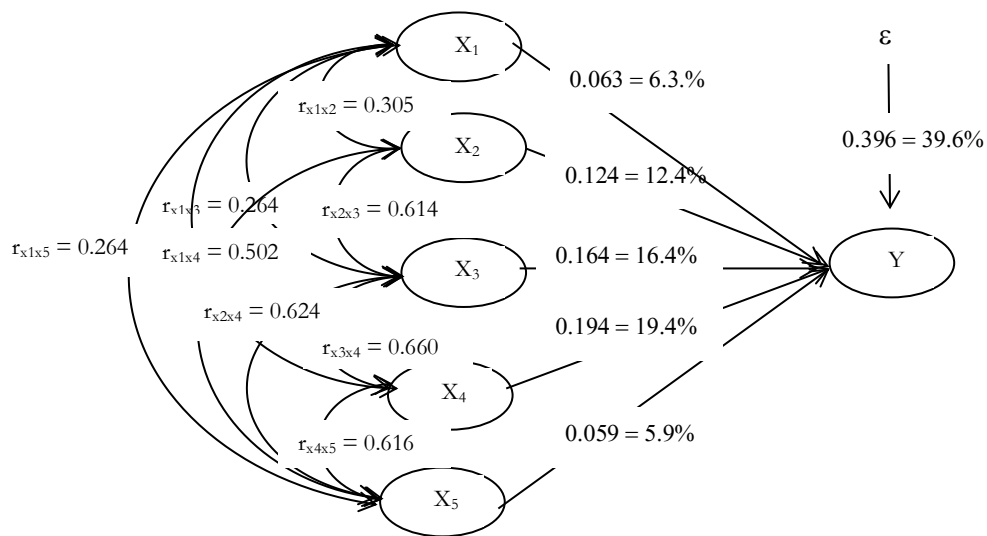 X₁
ε
0.063 = 6.3.%
rₓ₁ₓ₂ = 0.305
0.396 = 39.6%
X₂
0.124 = 12.4%
rₓ₁ₓ₃ = 0.264
rₓ₂ₓ₃ = 0.614
rₓ₁ₓ₅ = 0.264
rₓ₁ₓ₄ = 0.502
X₃
0.164 = 16.4%
Y
rₓ₂ₓ₄ = 0.624
0.194 = 19.4%
rₓ₃ₓ₄ = 0.660
X₄
rₓ₄ₓ₅ = 0.616
0.059 = 5.9%
X₅